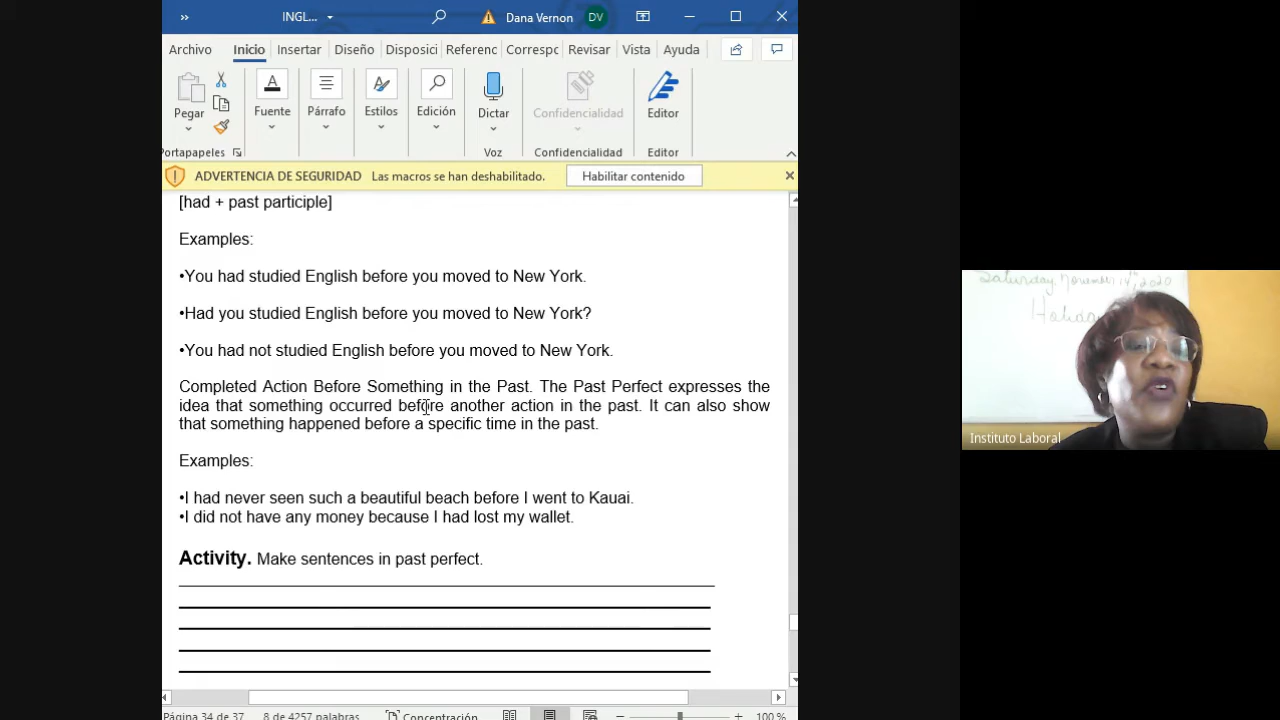 »
INGL...
Dana Vernon
DV
Archivo
Inicio
Insertar
Diseño
Disposici
Referenc
Correspo
Revisar
Vista
Ayuda
Pegar
Fuente
Párrafo
Estilos
Edición
Dictar
Confidencialidad
Editor
Portapapeles
Voz
Confidencialidad
Editor
ADVERTENCIA DE SEGURIDAD Las macros se han deshabilitado.
Habilitar contenido
[had + past participle]
Examples:
•You had studied English before you moved to New York.
•Had you studied English before you moved to New York?
•You had not studied English before you moved to New York.
Completed Action Before Something in the Past. The Past Perfect expresses the
idea that something occurred before another action in the past. It can also show
that something happened before a specific time in the past.
Examples:
•I had never seen such a beautiful beach before I went to Kauai.
•I did not have any money because I had lost my wallet.
Activity. Make sentences in past perfect.
Página 34 de 37
8 de 4257 palabras
Concentración
100 %
Saturday, November 14th, 2020
Holiday
Instituto Laboral